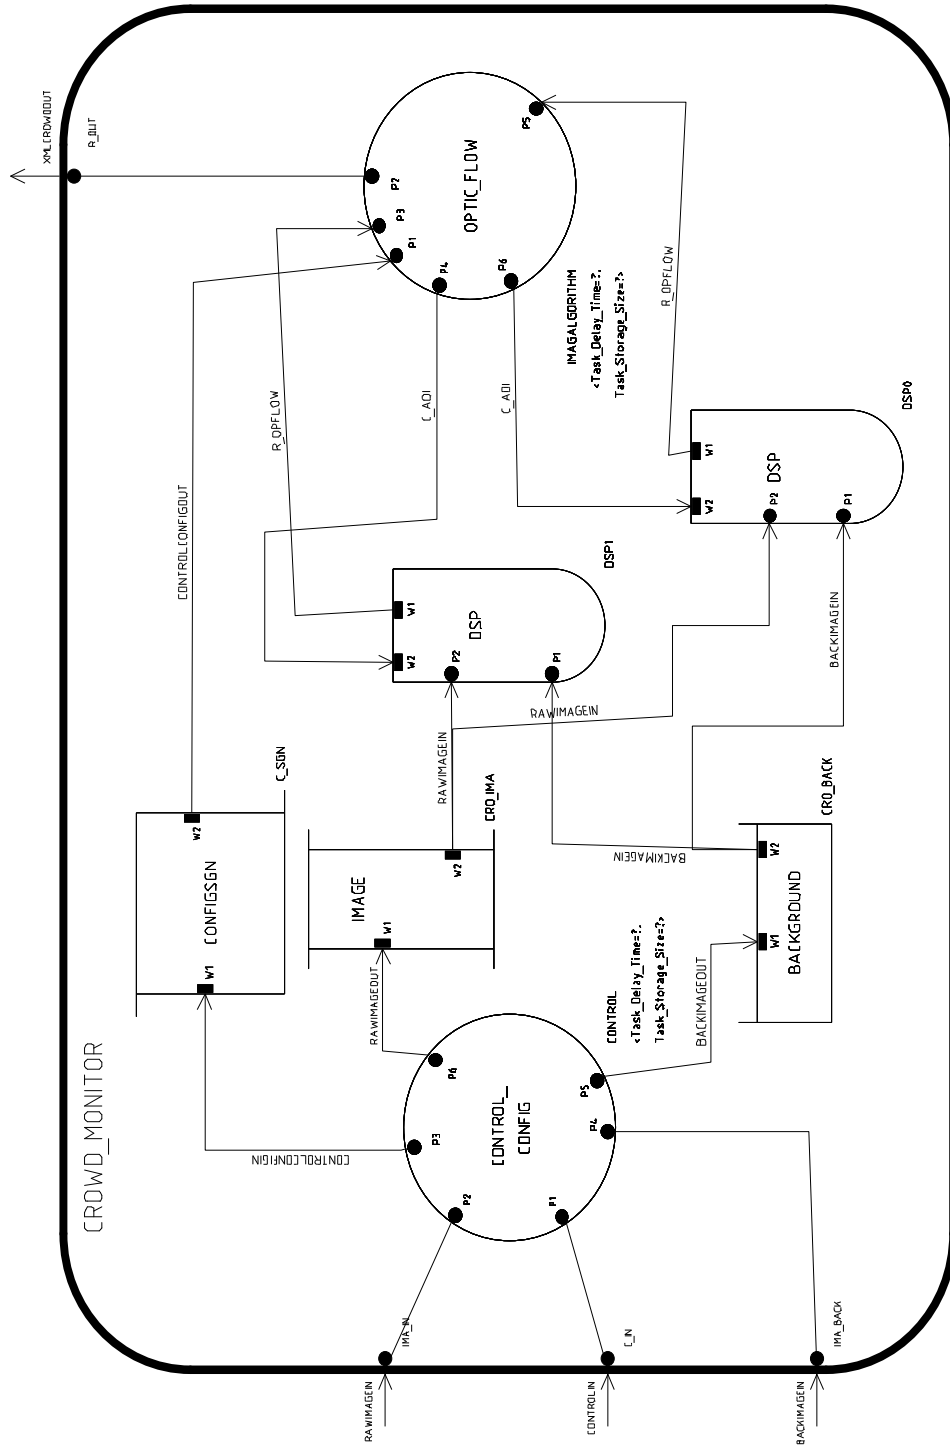 CROWD_MONITOR
RAWIMAGEIN
IMA_IN
CONTROLIN
C_IN
BACKIMAGEIN
IMA_BACK
CONTROL_
CONFIG
P1
P2
P3
P4
P5
P6
CONTROL
<Task_Delay_Time=?,
Task_Storage_Size=?>
CONTROLCONFIGIN
RAWIMAGEOUT
BACKIMAGEOUT
CONFIGSGN
W1
W2
C_SGN
IMAGE
W1
W2
CRO_IMA
BACKGROUND
W1
W2
CRO_BACK
CONTROLCONFIGOUT
RAWIMAGEIN
RAWIMAGEIN
BACKIMAGEIN
BACKIMAGEIN
DSP
W1
W2
P1
P2
DSP1
DSP
W1
W2
P1
P2
DSP0
R_OPFLOW
C_AOI
C_AOI
R_OPFLOW
IMAGALGORITHM
<Task_Delay_Time=?,
Task_Storage_Size=?>
OPTIC_FLOW
P1
P2
P3
P4
P5
P6
R_OUT
XMLCROWDOUT